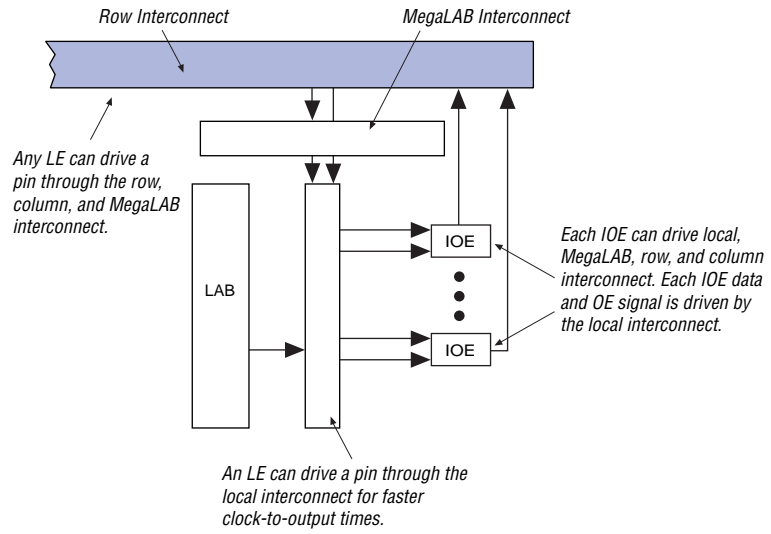 Row Interconnect
MegaLAB Interconnect
Any LE can drive a
pin through the row,
column, and MegaLAB
interconnect.
LAB
IOE
IOE
Each IOE can drive local,
MegaLAB, row, and column
interconnect. Each IOE data
and OE signal is driven by
the local interconnect.
An LE can drive a pin through the
local interconnect for faster
clock-to-output times.